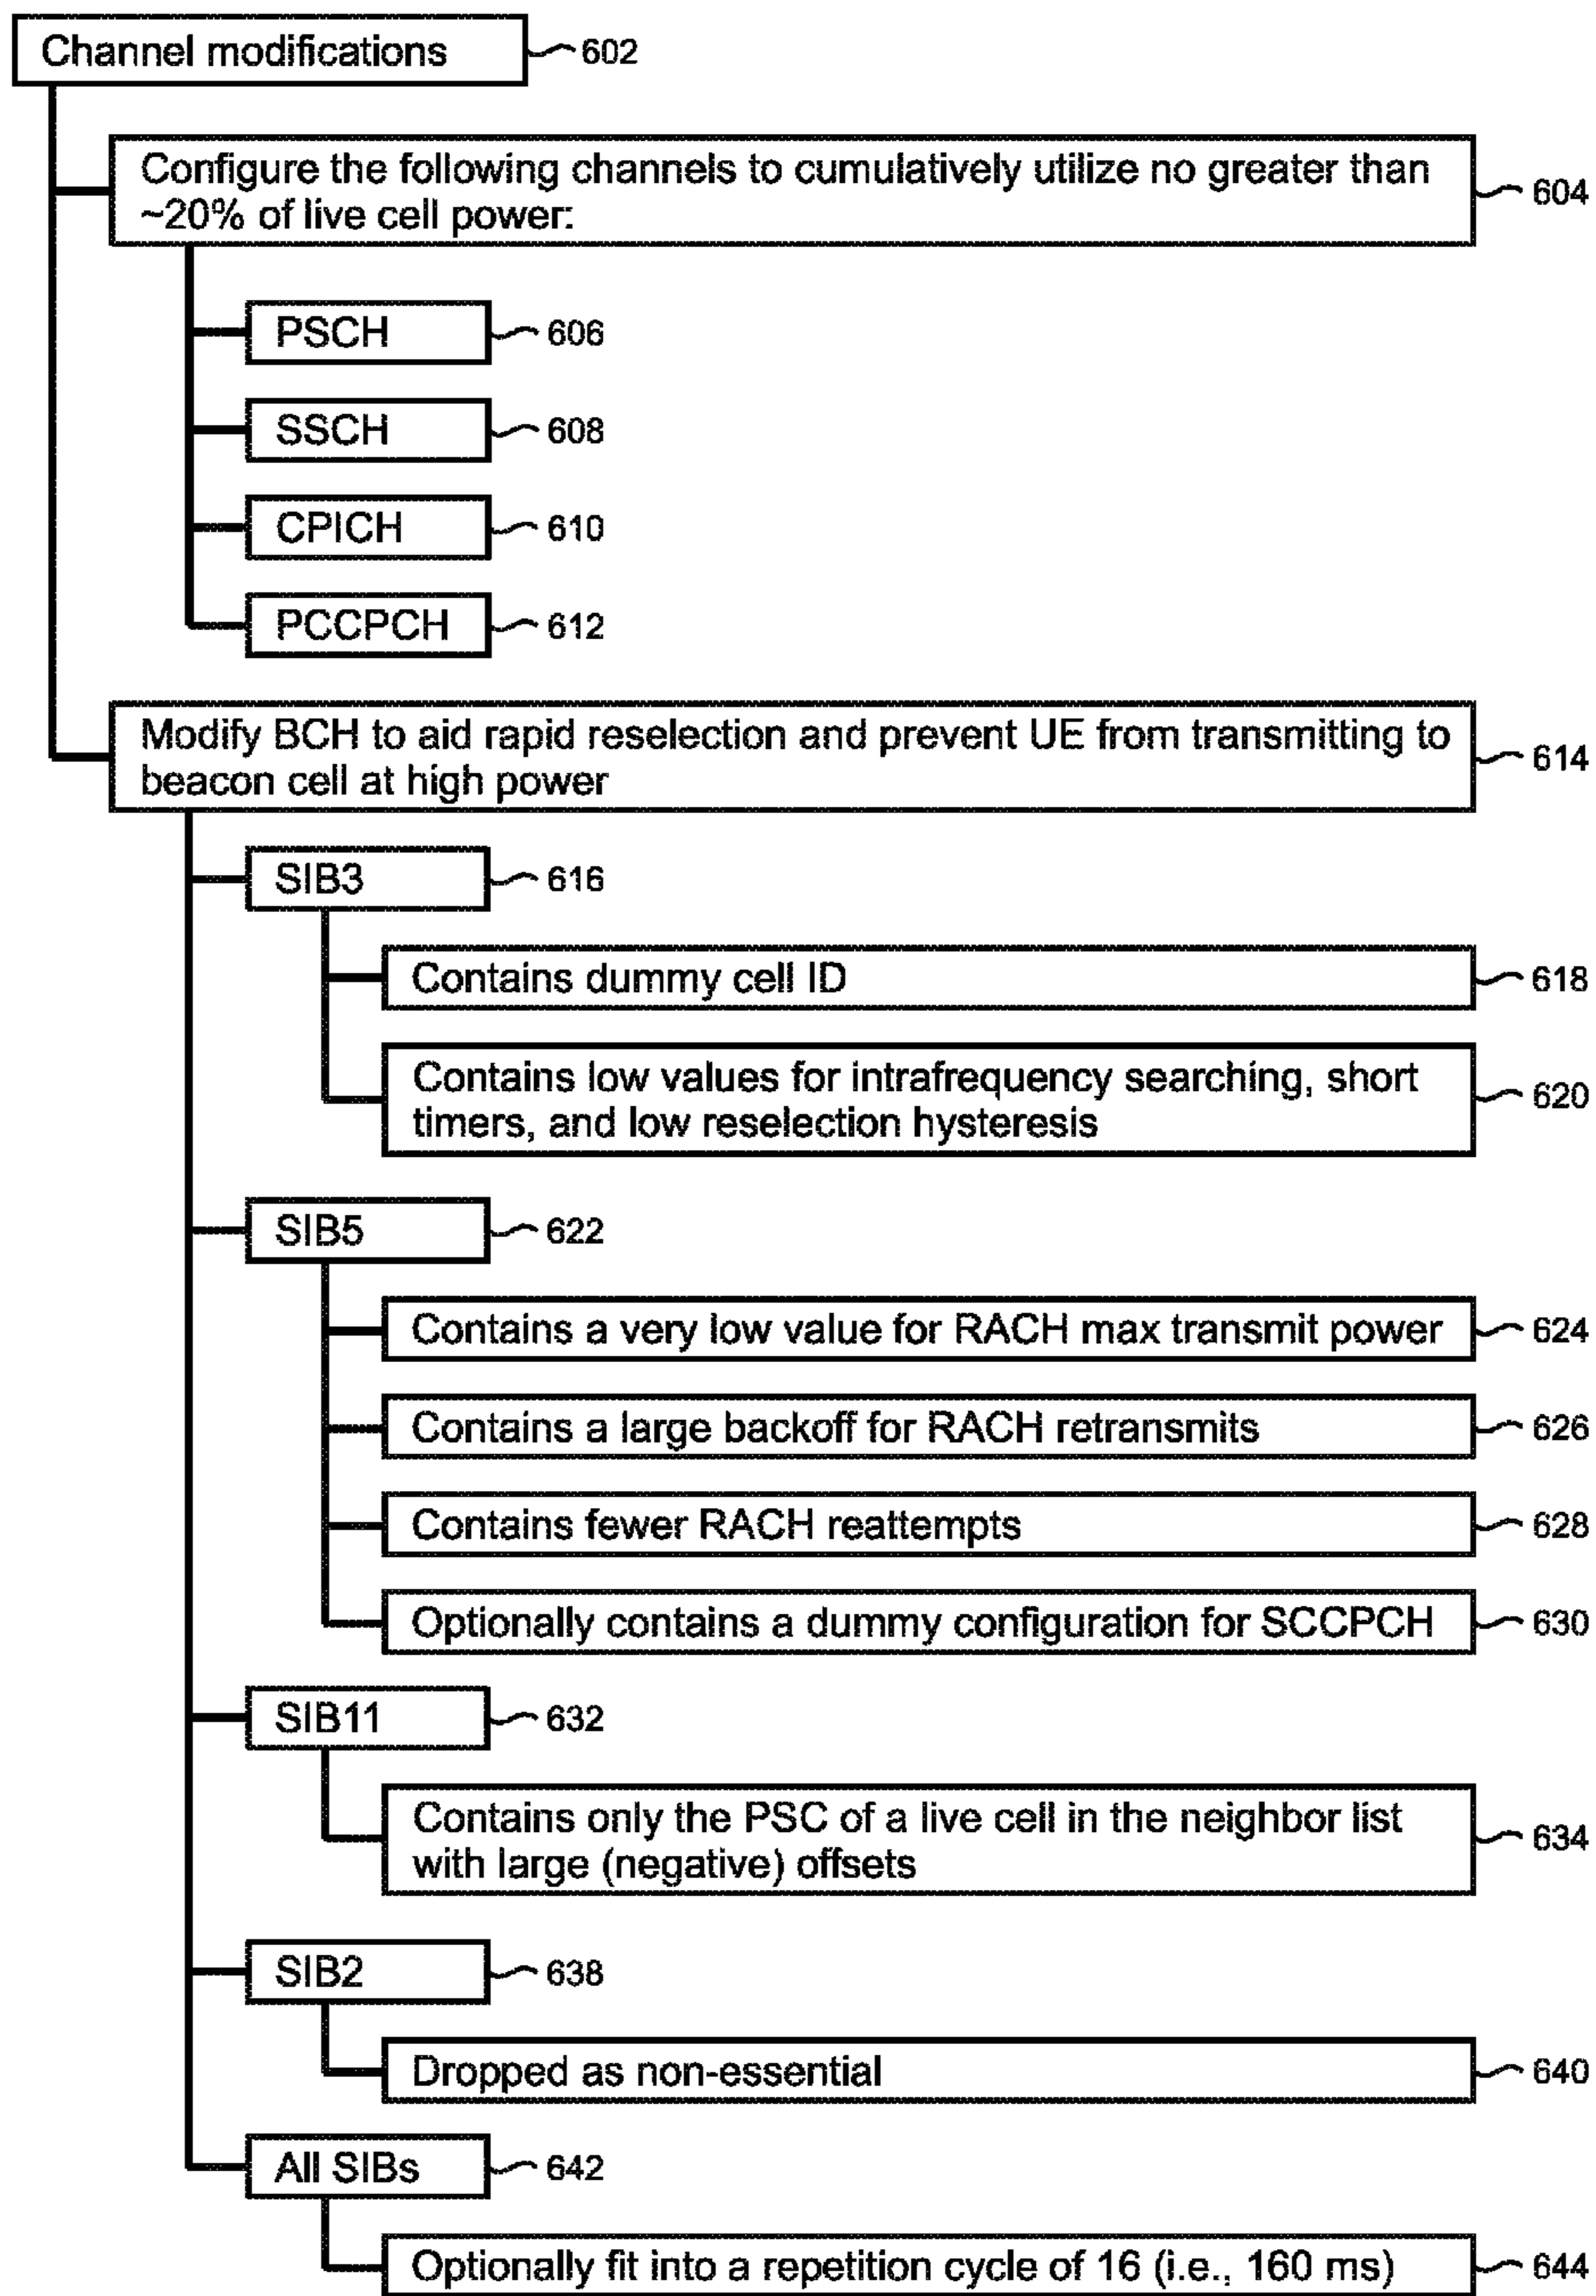 Channel modifications 602
Configure the following channels to cumulatively utilize no greater than
~20% of live cell power: 604
PSCH 606
SSCH 608
CPICH 610
PCCPCH 612
Modify BCH to aid rapid reselection and prevent UE from transmitting to
beacon cell at high power 614
SIB3 616
Contains dummy cell ID 618
Contains low values for intrafrequency searching, short
timers, and low reselection hysteresis 620
SIB5 622
Contains a very low value for RACH max transmit power 624
Contains a large backoff for RACH retransmits 626
Contains fewer RACH reattempts 628
Optionally contains a dummy configuration for SCCPCH 630
SIB11 632
Contains only the PSC of a live cell in the neighbor list
with large (negative) offsets 634
SIB2 638
Dropped as non-essential 640
All SIBs 642
Optionally fit into a repetition cycle of 16 (i.e., 160 ms) 644